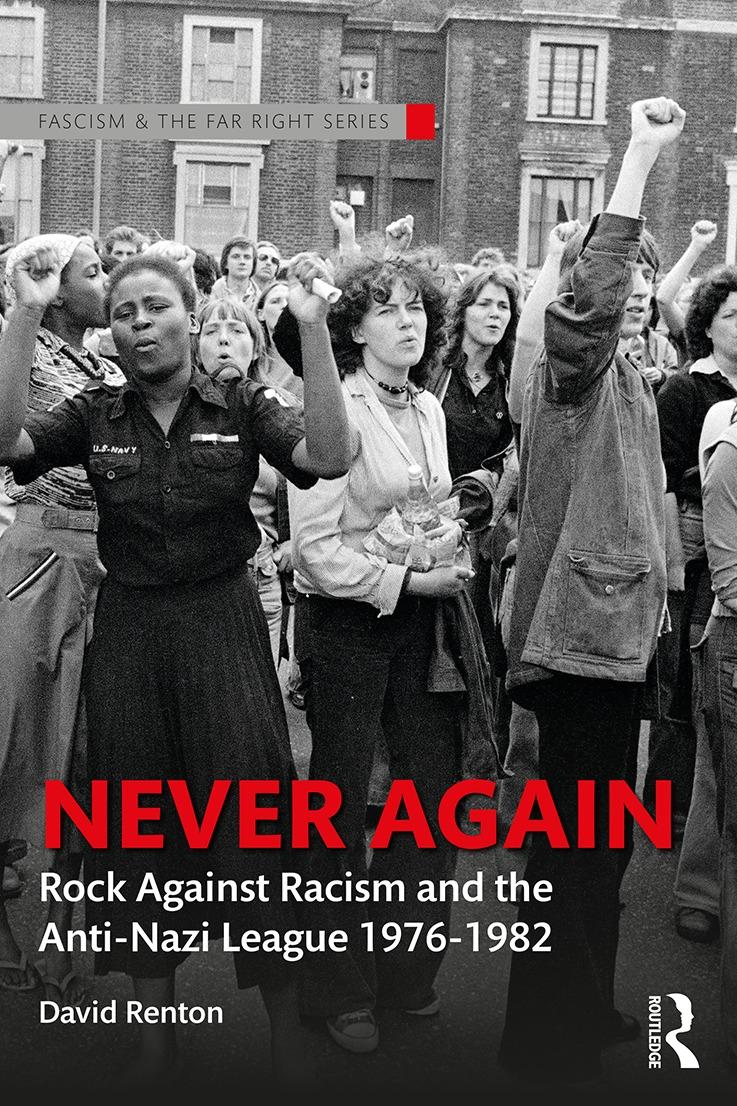 FASCISM & THE FAR RIGHT SERIES
U.S. NAVY
NEVER AGAIN
Rock Against Racism and the
Anti-Nazi League 1976-1982
David Renton
ROUTLEDGE